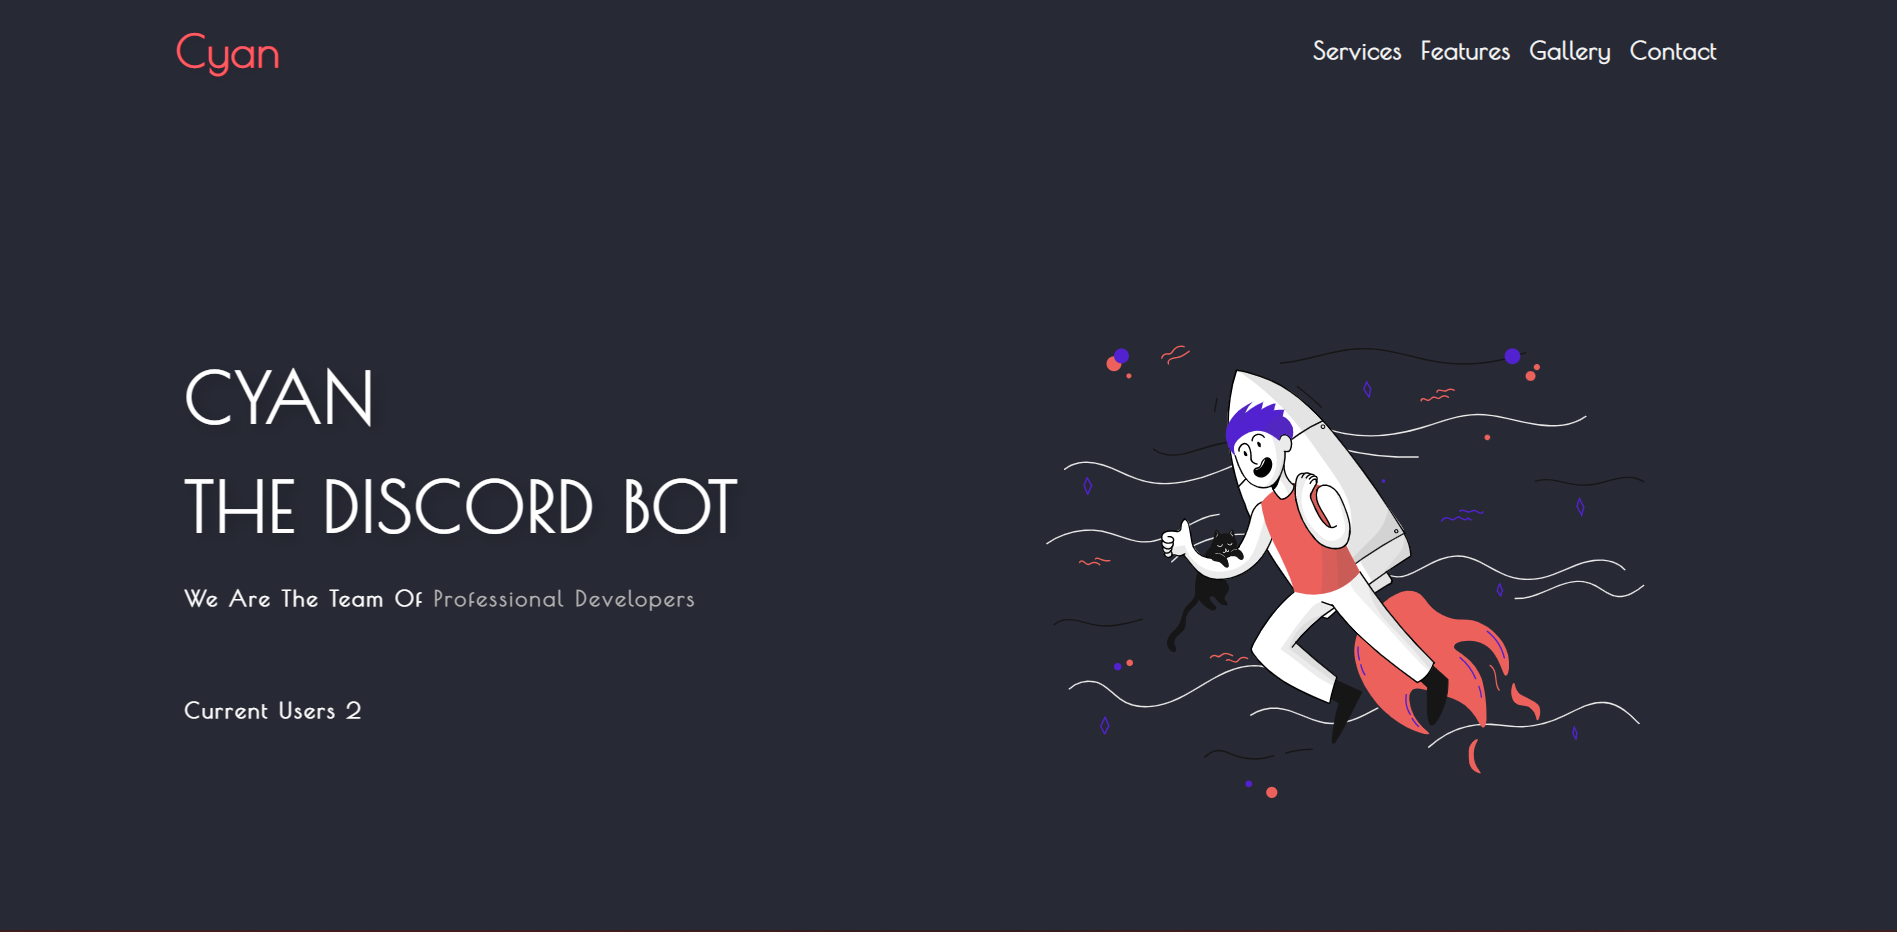 Cyan
Services Features Gallery Contact
CYAN
THE DISCORD BOT
We Are The Team Of Professional Developers
Current Users 2